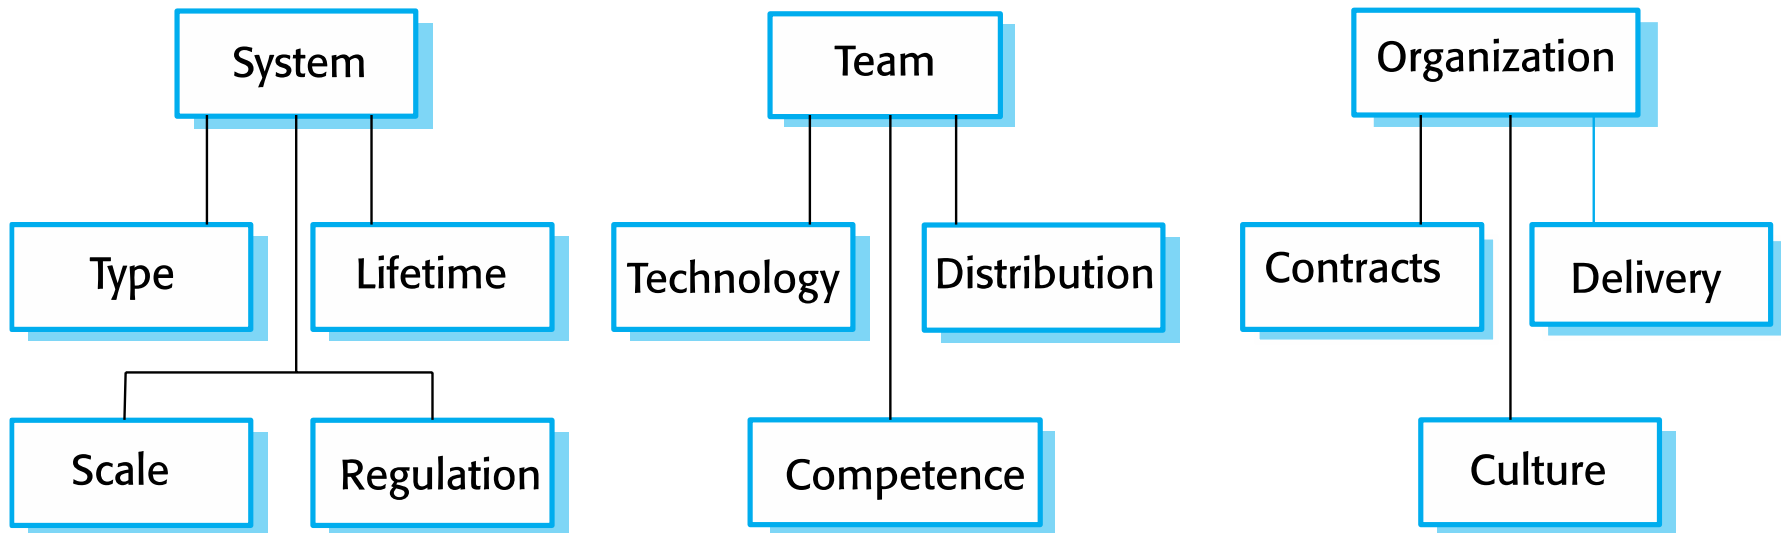 System
Team
Organization
Type
Lifetime
Technology
Distribution
Contracts
Delivery
Scale
Regulation
Competence
Culture